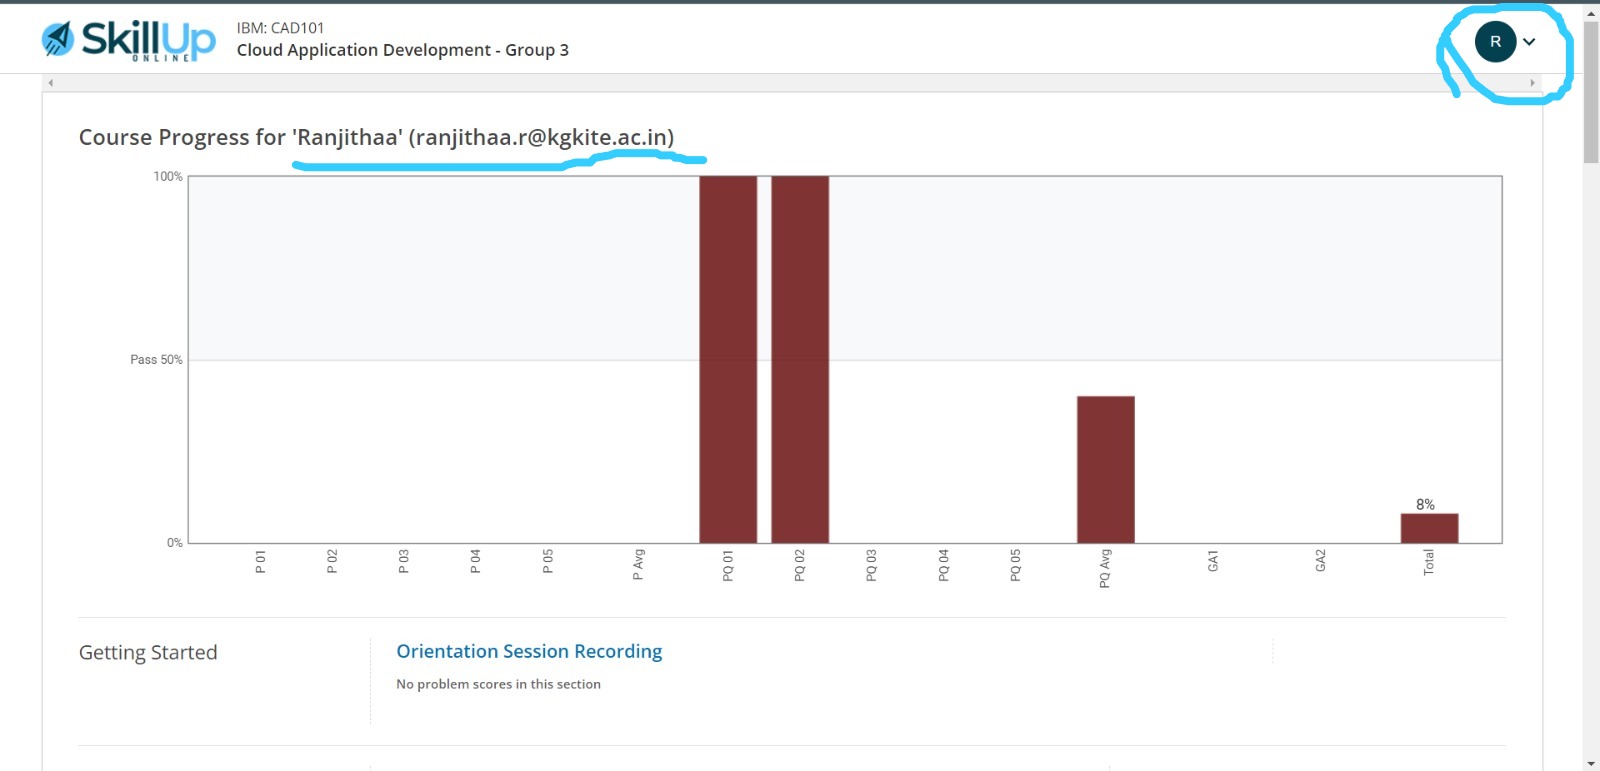 SkillUp
ONLINE
IBM: CAD101
Cloud Application Development - Group 3
R
Course Progress for 'Ranjithaa' (ranjithaa.r@kgkite.ac.in)
100%
Pass 50%
0%
8%
P 01
P 02
P 03
P 04
P 05
P Avg
PQ 01
PQ 02
PQ 03
PQ 04
PQ 05
PQ Avg
GA1
GA2
Total
Getting Started
Orientation Session Recording
No problem scores in this section